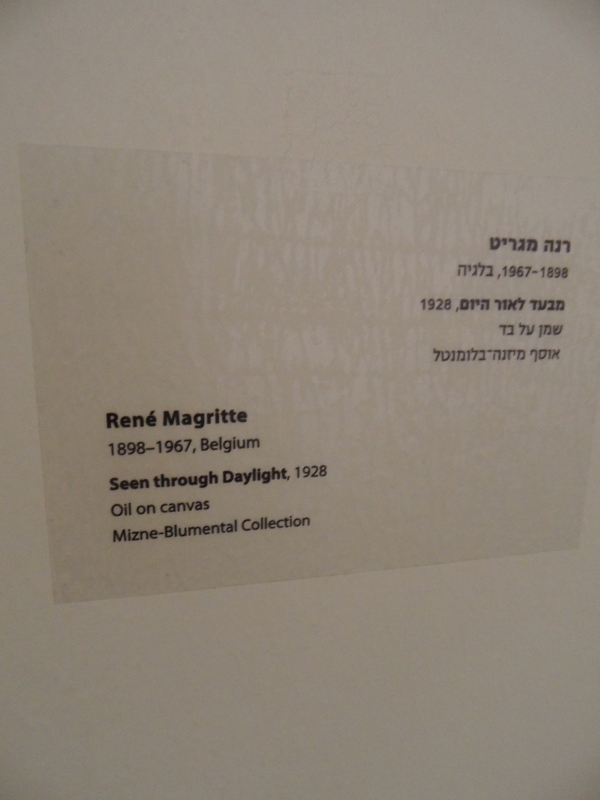 רנה מגריט
1967-1898, בלגיה
מבעד לאור היום, 1928
שמן על בד
אוסף מיזנה־בלומנטל
René Magritte
1898–1967, Belgium
Seen through Daylight, 1928
Oil on canvas
Mizne-Blumental Collection